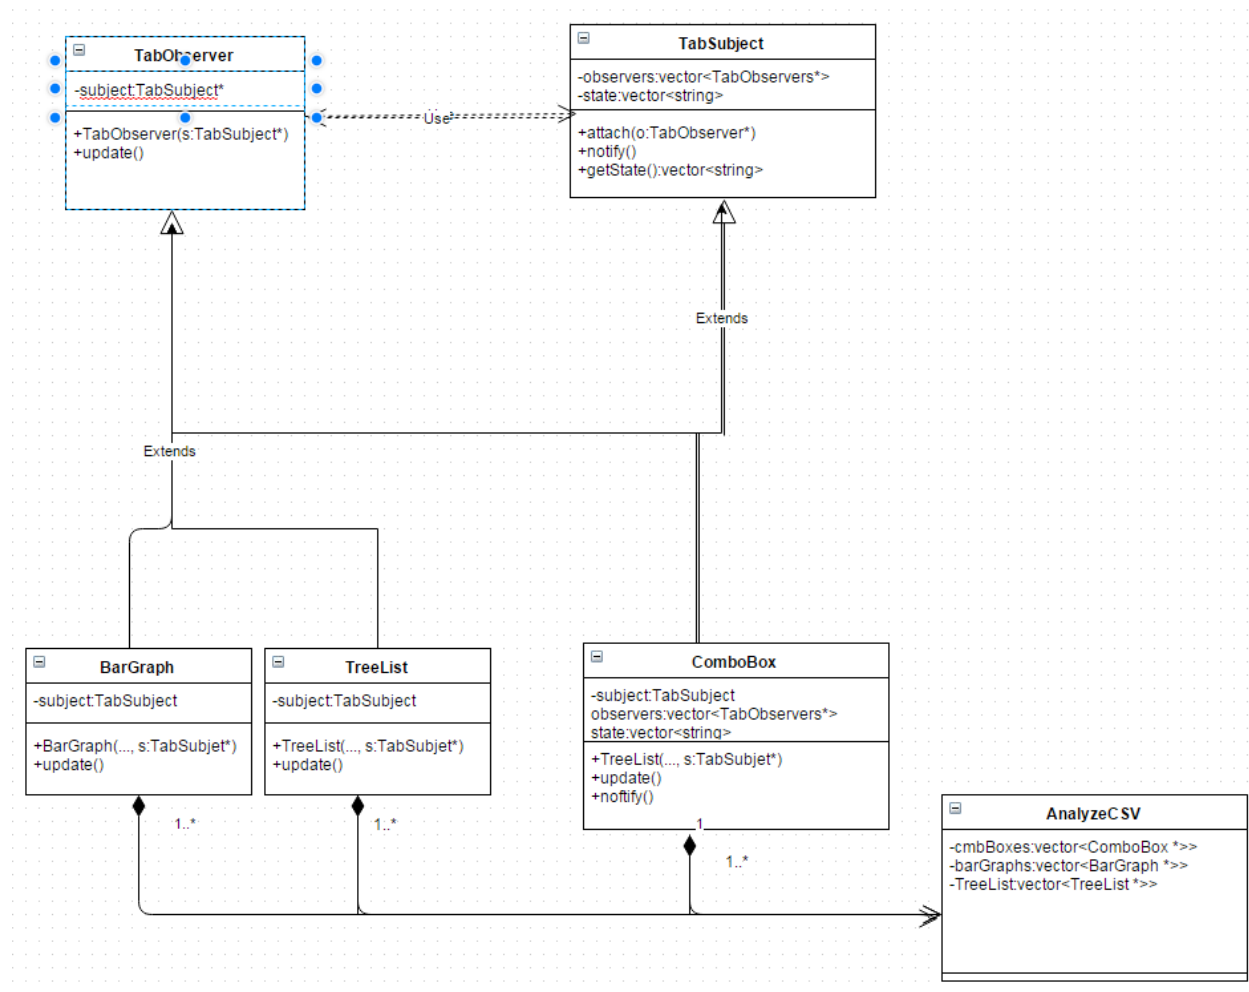 TabObserver
-subject:TabSubject*
+TabObserver(s:TabSubject*)
+update()
Use
TabSubject
-observers:vector<TabObservers*>
-state:vector<string>
+attach(o:TabObserver*)
+notify()
+getState():vector<string>
Extends
Extends
BarGraph
-subject:TabSubject
+BarGraph(..., s:TabSubjet*)
+update()
1..*
TreeList
-subject:TabSubject
+TreeList(..., s:TabSubjet*)
+update()
1..*
ComboBox
-subject:TabSubject
observers:vector<TabObservers*>
state:vector<string>
+TreeList(..., s:TabSubjet*)
+update()
+noftify()
1
1..*
AnalyzeCSV
-cmbBoxes:vector<ComboBox *>>
-barGraphs:vector<BarGraph *>>
-TreeList:vector<TreeList *>>